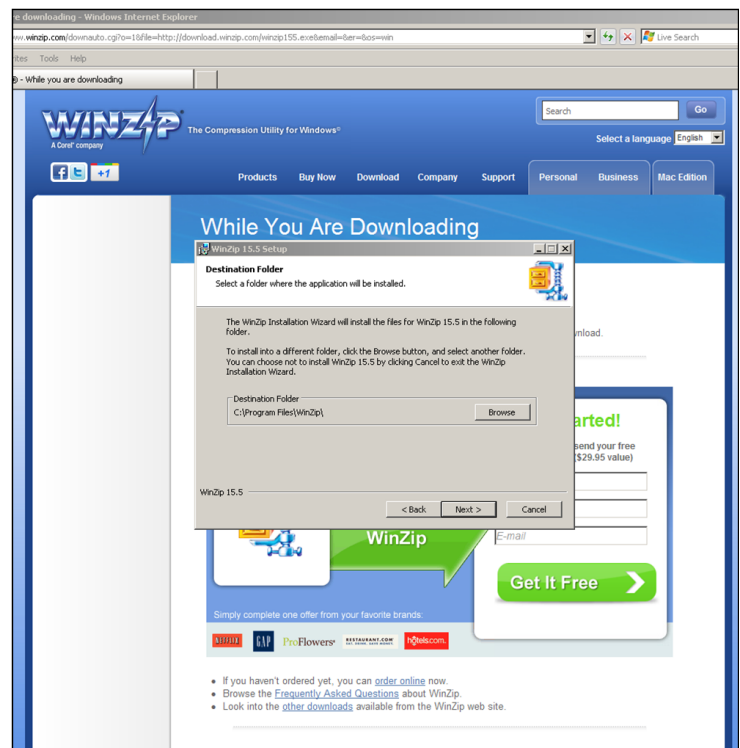 e downloading - Windows Internet Explorer
ww.winzip.com/downauto.cgi?o=1&file=http://download.winzip.com/winzip155.exe&email=&er=&os=win
Live Search
ites Tools Help
- While you are downloading
WINZIP
A Corel company
The Compression Utility for Windows®
Search Go
Select a language English
f t +1
Products Buy Now Download Company Support Personal Business Mac Edition
While You Are Downloading
WinZip 15.5 Setup
Destination Folder
Select a folder where the application will be installed.
The WinZip Installation Wizard will install the files for WinZip 15.5 in the following
folder.
nload.
To install into a different folder, click the Browse button, and select another folder.
You can choose not to install WinZip 15.5 by clicking Cancel to exit the WinZip
Installation Wizard.
Destination Folder
C:\Program Files\WinZip\ Browse
arted!
send your free
($29.95 value)
WinZip 15.5
< Back Next > Cancel
WinZip
E-mail
Get It Free
Simply complete one offer from your favorite brands:
NETFLIX GAP ProFlowers RESTAURANT.COM hotels.com
If you haven't ordered yet, you can order online now.
Browse the Frequently Asked Questions about WinZip.
Look into the other downloads available from the WinZip web site.